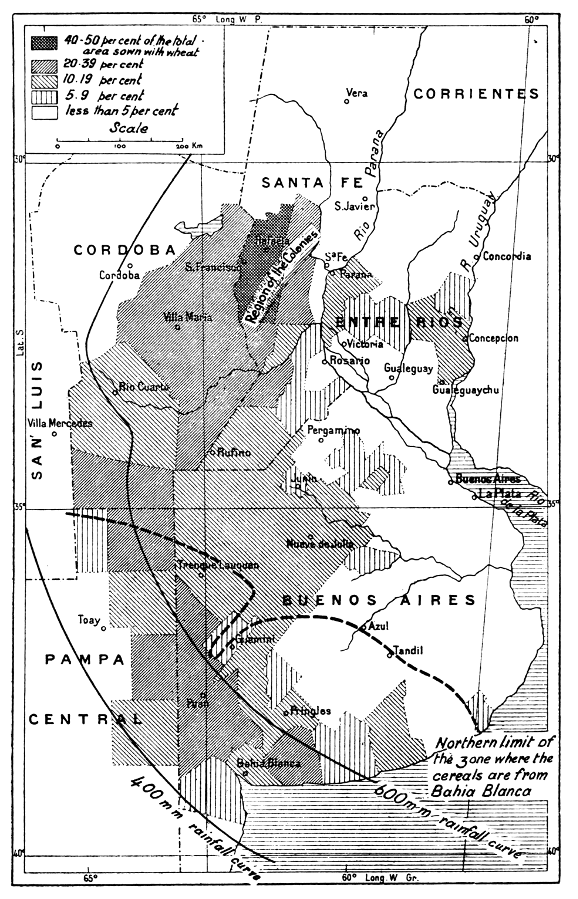 65° Long W P.
60°
40-50 per cent of the total
area sown with wheat
20-39 per cent
10.19 per cent
5.9 per cent
less than 5 per cent
Scale
0 100 200 Km
Vera
CORRIENTES
30°
30°
SANTA FE
Rio Parana
S. Javier
R. Uruguay
CORDOBA
Cordoba
Rafaela
S. Francisco
Region of the Colonies
Sª Fe
Parana
Concordia
Villa Maria
ENTRE RIOS
Victoria
Concepcion
Lat. S.
Rosario
Gualeguay
Gualeguaychu
Rio Cuarto
SAN LUIS
Villa Mercedes
Pergamino
Rufino
Junin
Buenos Aires
La Plata
Rio de la Plata
35°
35°
Nueve de Julio
Trenque Lauquen
BUENOS AIRES
Toay
Azul
Guamini
Tandil
PAMPA
CENTRAL
Puan
Pringles
Bahia Blanca
Northern limit of
the zone where the
cereals are from
Bahia Blanca
400 mm rainfall curve
600 mm rainfall curve
40°
40°
65°
60° Long. W Gr.